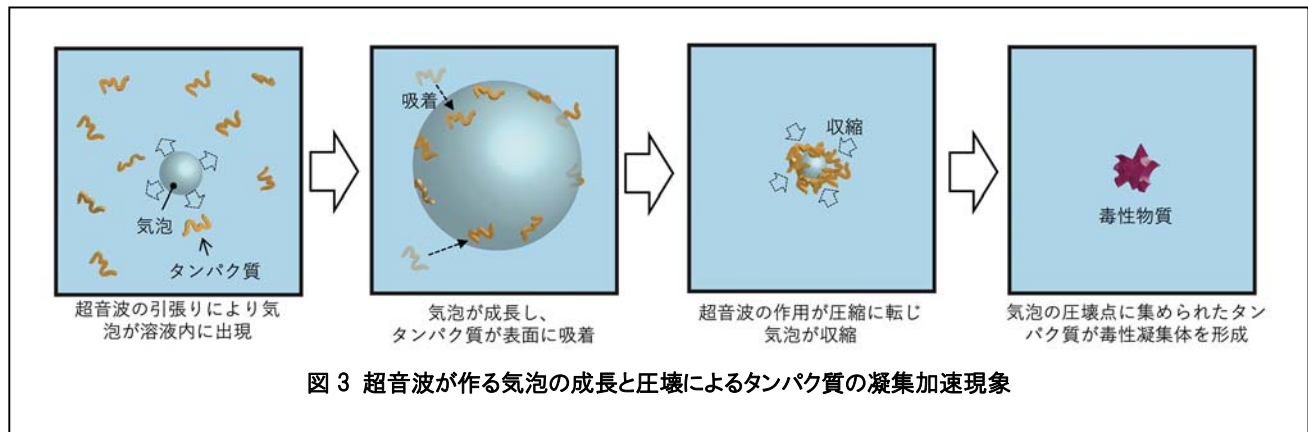 気泡
タンパク質
超音波の引張りにより気
泡が溶液内に出現
吸着
気泡が成長し、
タンパク質が表面に吸着
収縮
超音波の作用が圧縮に転じ
気泡が収縮
毒性物質
気泡の圧壊点に集められたタン
パク質が毒性凝集体を形成
図 3 超音波が作る気泡の成長と圧壊によるタンパク質の凝集加速現象